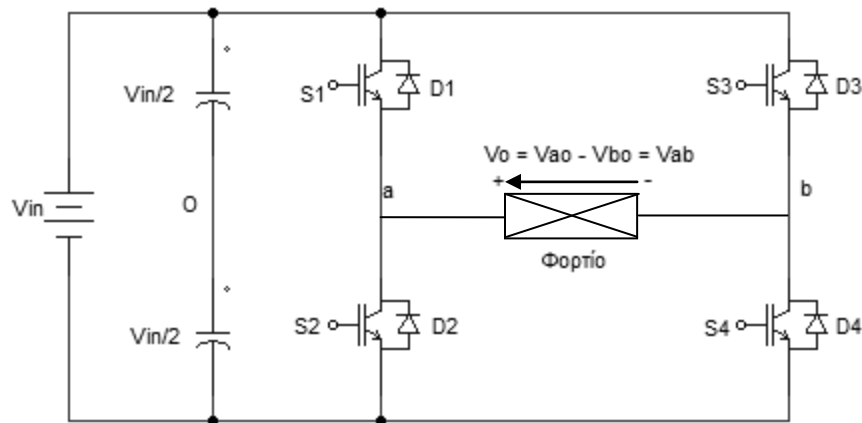 Vin/2
S1
D1
S3
D3
Vo = Vao - Vbo = Vab
+
-
Vin
O
a
b
Φορτίο
Vin/2
S2
D2
S4
D4